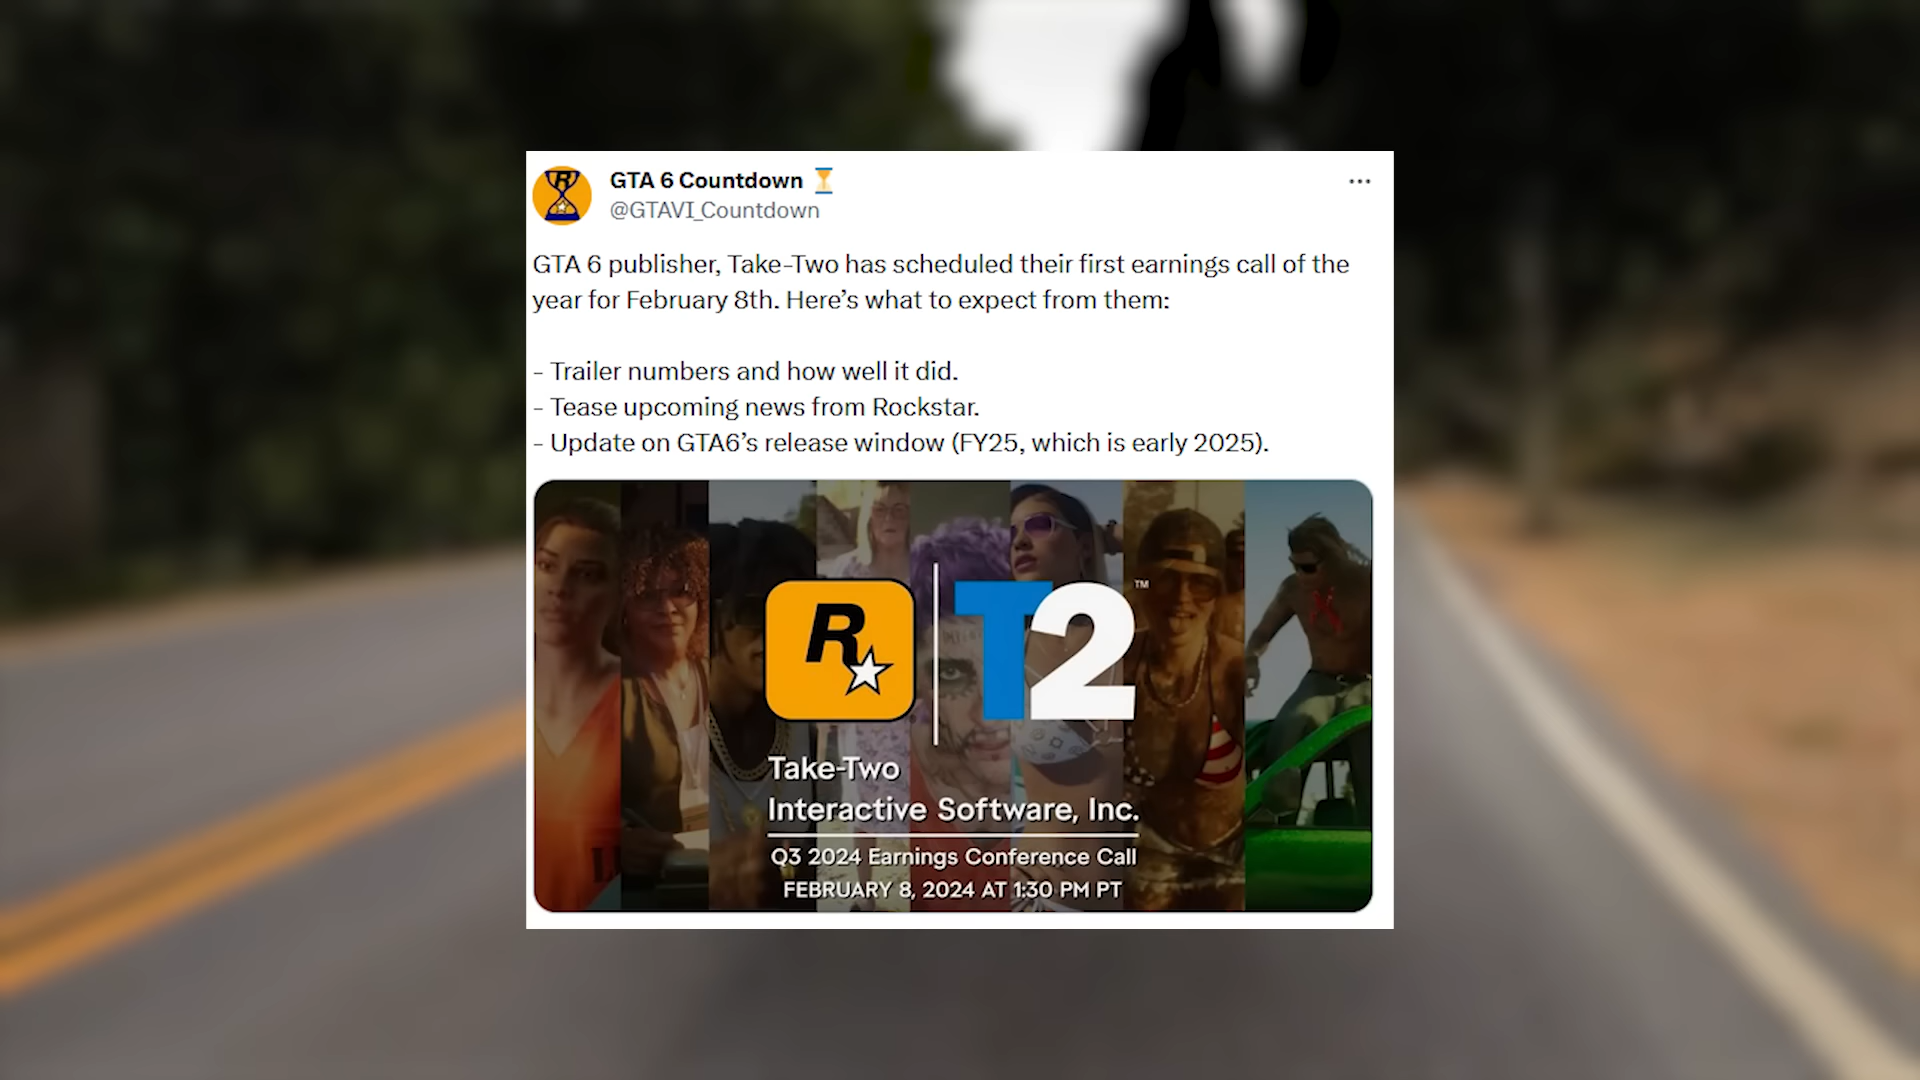 GTA 6 Countdown ⏳
@GTAVI_Countdown
GTA 6 publisher, Take-Two has scheduled their first earnings call of the
year for February 8th. Here’s what to expect from them:
- Trailer numbers and how well it did.
- Tease upcoming news from Rockstar.
- Update on GTA6’s release window (FY25, which is early 2025).
R
T2™
Take-Two
Interactive Software, Inc.
Q3 2024 Earnings Conference Call
FEBRUARY 8, 2024 AT 1:30 PM PT